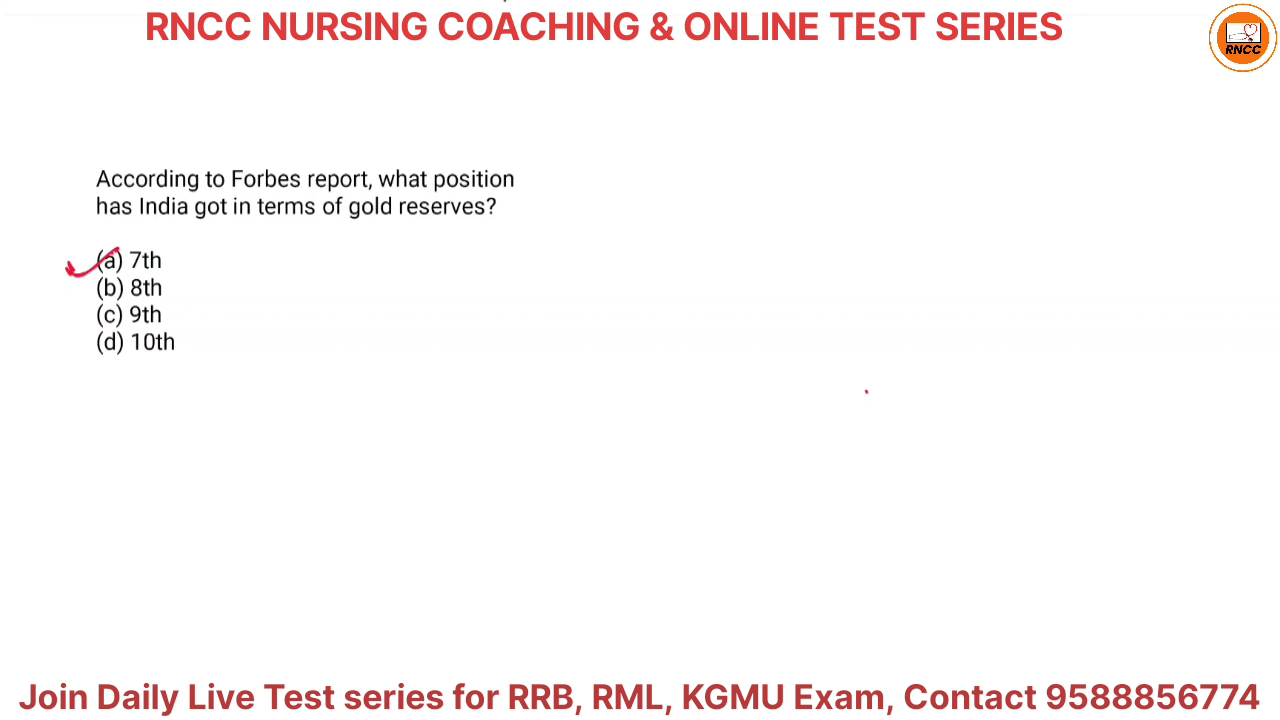 RNCC NURSING COACHING & ONLINE TEST SERIES
RNCC
According to Forbes report, what position
has India got in terms of gold reserves?
(a) 7th
(b) 8th
(c) 9th
(d) 10th
Join Daily Live Test series for RRB, RML, KGMU Exam, Contact 9588856774